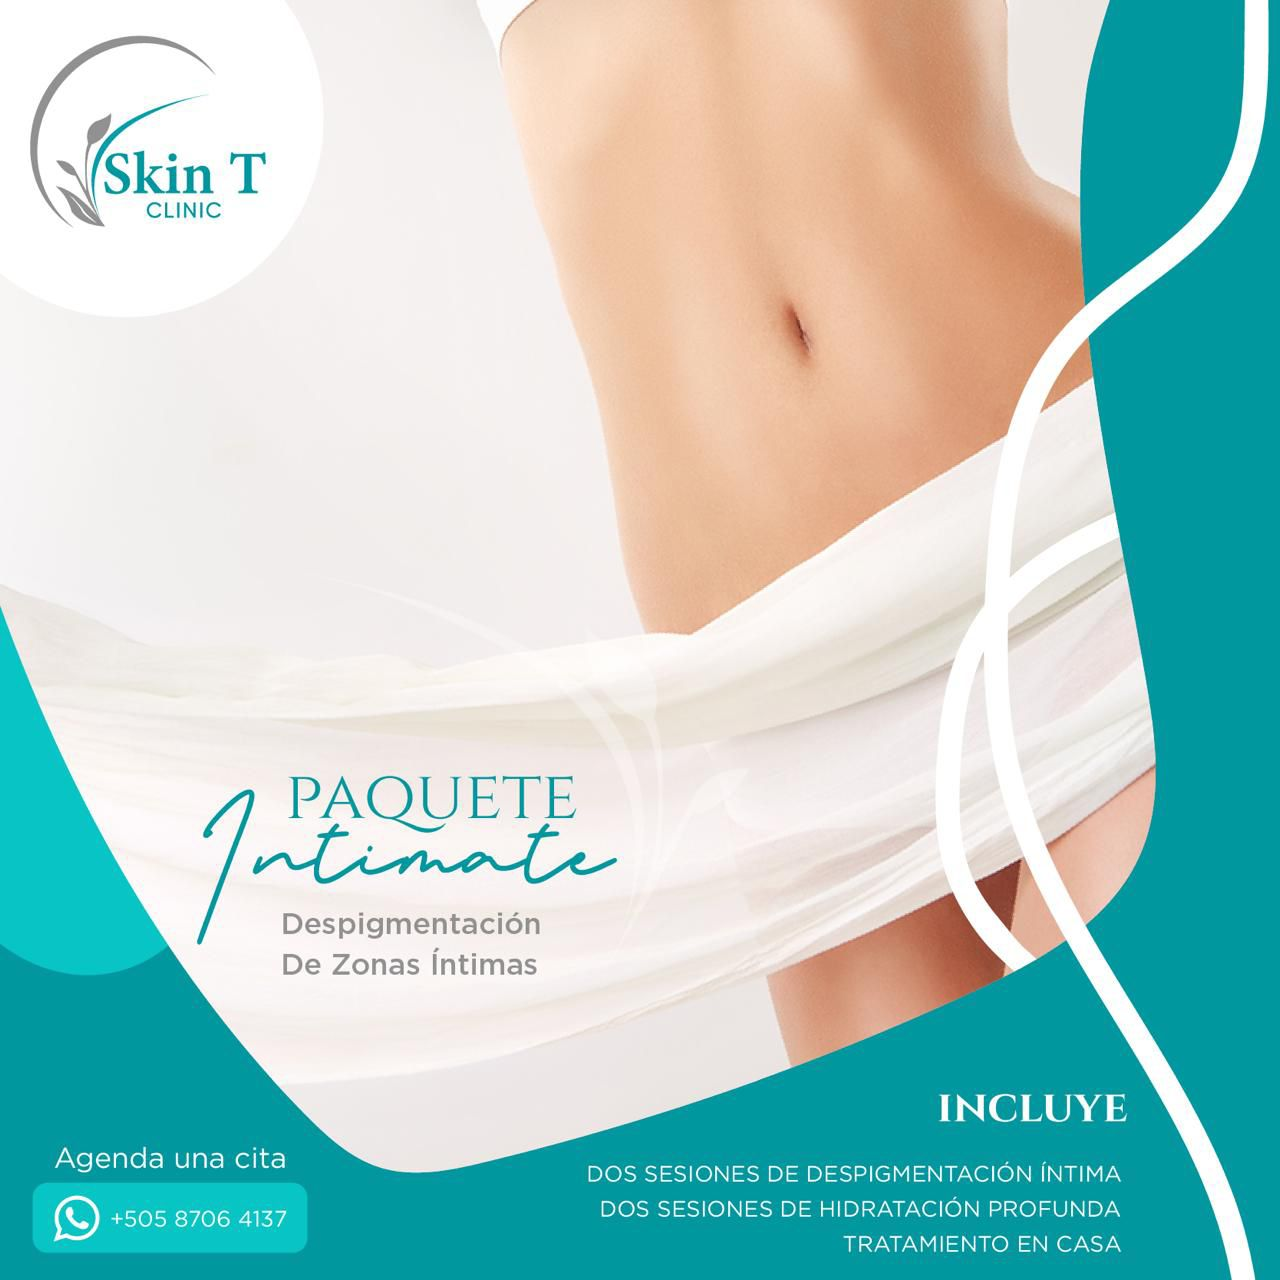 Skin T
CLINIC
PAQUETE
Intimate
Despigmentación
De Zonas Íntimas
Agenda una cita
+505 8706 4137
INCLUYE
DOS SESIONES DE DESPIGMENTACIÓN ÍNTIMA
DOS SESIONES DE HIDRATACIÓN PROFUNDA
TRATAMIENTO EN CASA